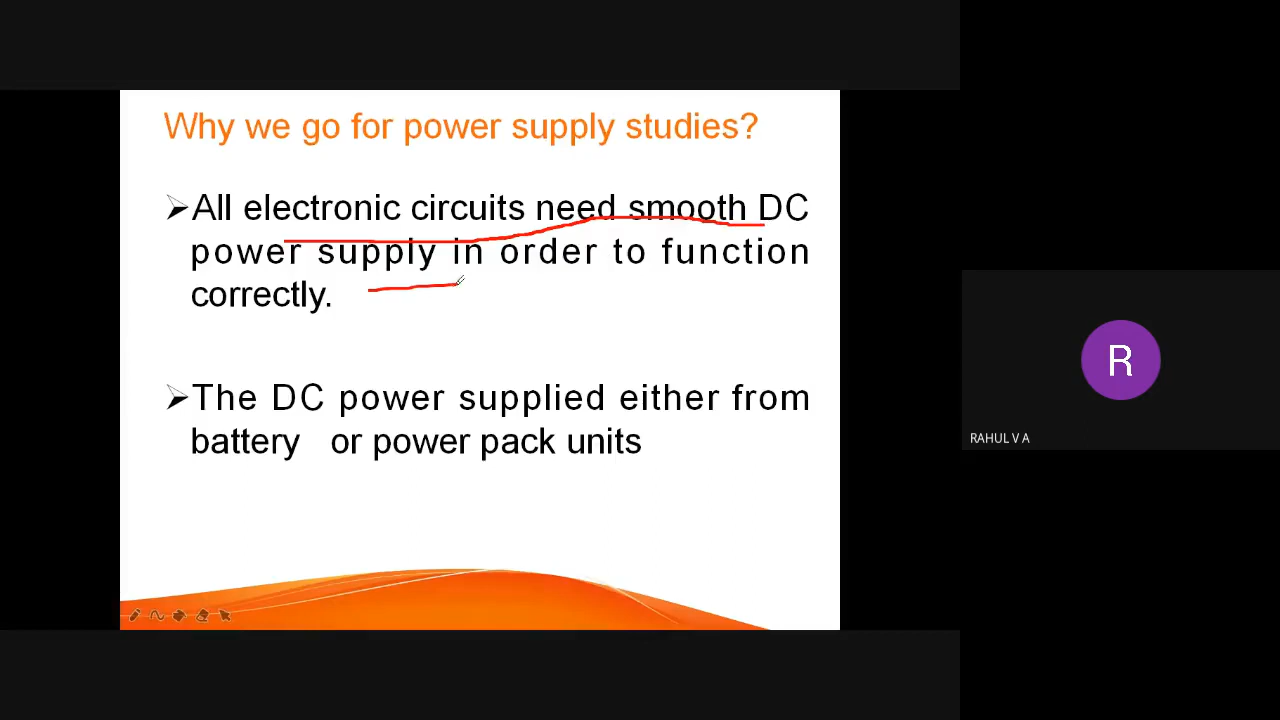 Why we go for power supply studies?
➢All electronic circuits need smooth DC
power supply in order to function
correctly.
➢The DC power supplied either from
battery or power pack units
R
RAHUL V A